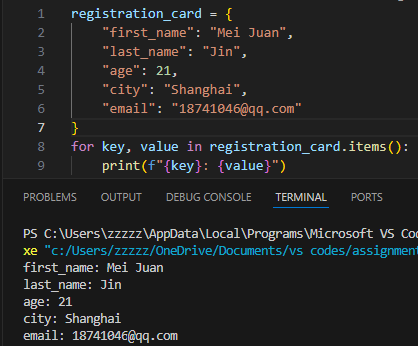 1 registration_card = {
2 "first_name": "Mei Juan",
3 "last_name": "Jin",
4 "age": 21,
5 "city": "Shanghai",
6 "email": "18741046@qq.com"
7 }
8 for key, value in registration_card.items():
9 print(f"{key}: {value}")
PROBLEMS OUTPUT DEBUG CONSOLE TERMINAL PORTS
PS C:\Users\zzzzz\AppData\Local\Programs\Microsoft VS Cod
xe "c:/Users/zzzzz/OneDrive/Documents/vs codes/assignment
first_name: Mei Juan
last_name: Jin
age: 21
city: Shanghai
email: 18741046@qq.com